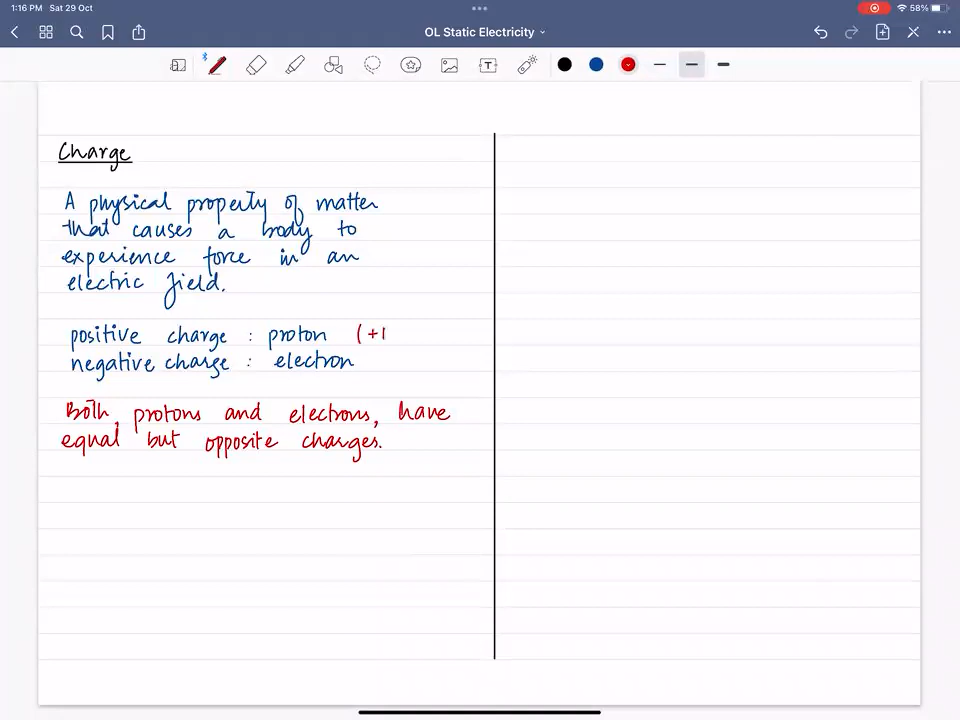 1:16 PM Sat 29 Oct
58%
OL Static Electricity
Charge
A physical property of matter
that causes a body to
experience force in an
electric field.
positive charge : proton (+1
negative charge : electron
Both, protons and electrons, have
equal but opposite charges.